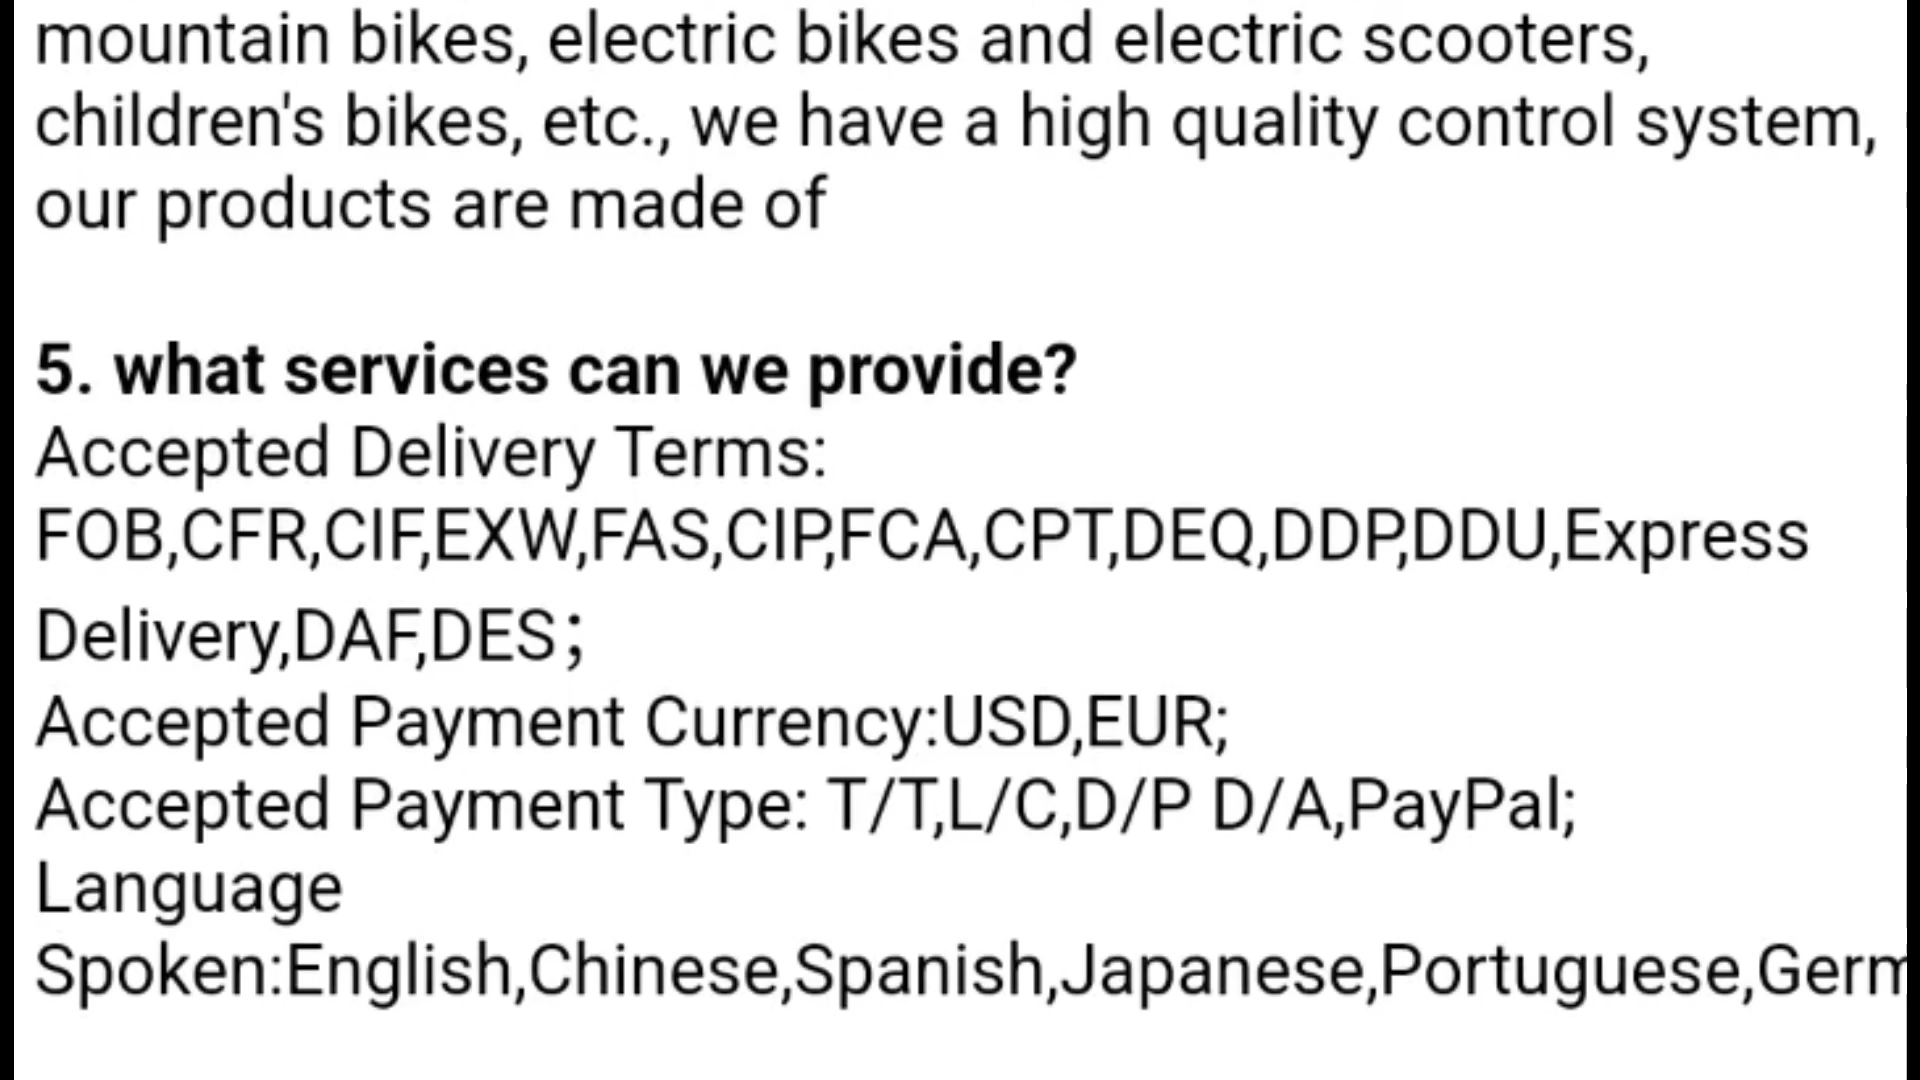 mountain bikes, electric bikes and electric scooters,
children's bikes, etc., we have a high quality control system,
our products are made of
5. what services can we provide?
Accepted Delivery Terms:
FOB,CFR,CIF,EXW,FAS,CIP,FCA,CPT,DEQ,DDP,DDU,Express
Delivery,DAF,DES；
Accepted Payment Currency:USD,EUR;
Accepted Payment Type: T/T,L/C,D/P D/A,PayPal;
Language
Spoken:English,Chinese,Spanish,Japanese,Portuguese,Germ